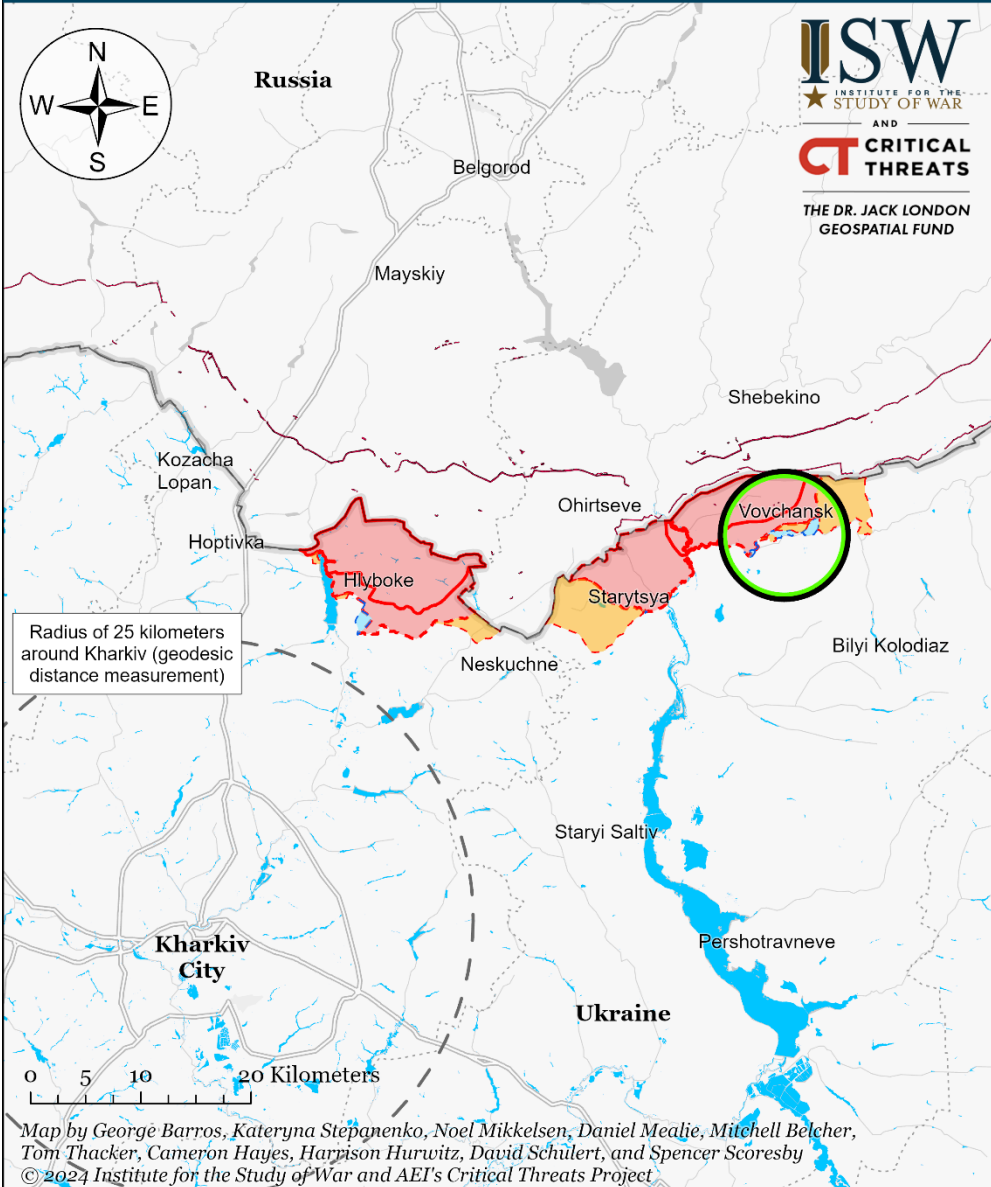 N
W E
S
Russia
ISW
INSTITUTE FOR THE
STUDY OF WAR
AND
CT CRITICAL
THREATS
THE DR. JACK LONDON
GEOSPATIAL FUND
Belgorod
Mayskiy
Shebekino
Kozacha
Lopan
Ohirtseve
Vovchansk
Hoptivka
Hlyboke
Starytsya
Radius of 25 kilometers
around Kharkiv (geodesic
distance measurement)
Neskuchne
Bilyi Kolodiaz
Staryi Saltiv
Pershotravneve
Kharkiv
City
Ukraine
0 5 10 20 Kilometers
Map by George Barros, Kateryna Stepanenko, Noel Mikkelsen, Daniel Mealie, Mitchell Belcher,
Tom Thacker, Cameron Hayes, Harrison Hurwitz, David Schulert, and Spencer Scoresby
© 2024 Institute for the Study of War and AEI's Critical Threats Project